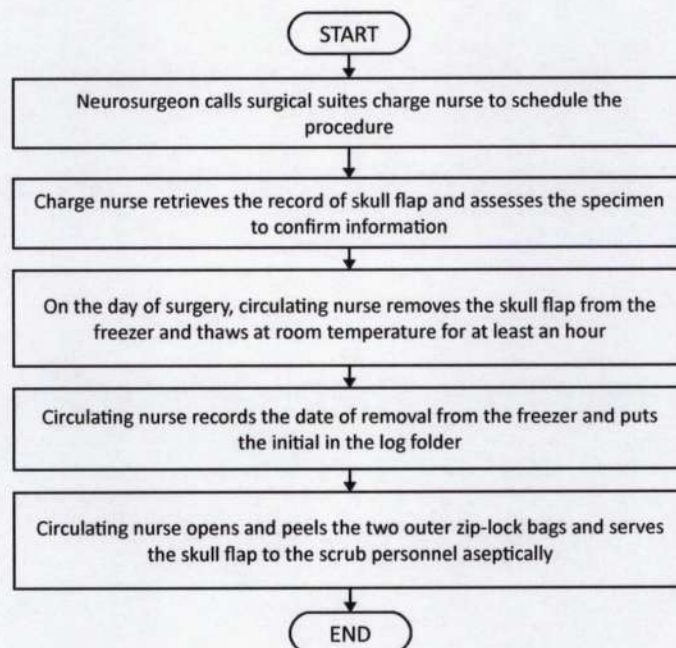 START
Neurosurgeon calls surgical suites charge nurse to schedule the
procedure
Charge nurse retrieves the record of skull flap and assesses the specimen
to confirm information
On the day of surgery, circulating nurse removes the skull flap from the
freezer and thaws at room temperature for at least an hour
Circulating nurse records the date of removal from the freezer and puts
the initial in the log folder
Circulating nurse opens and peels the two outer zip-lock bags and serves
the skull flap to the scrub personnel aseptically
END